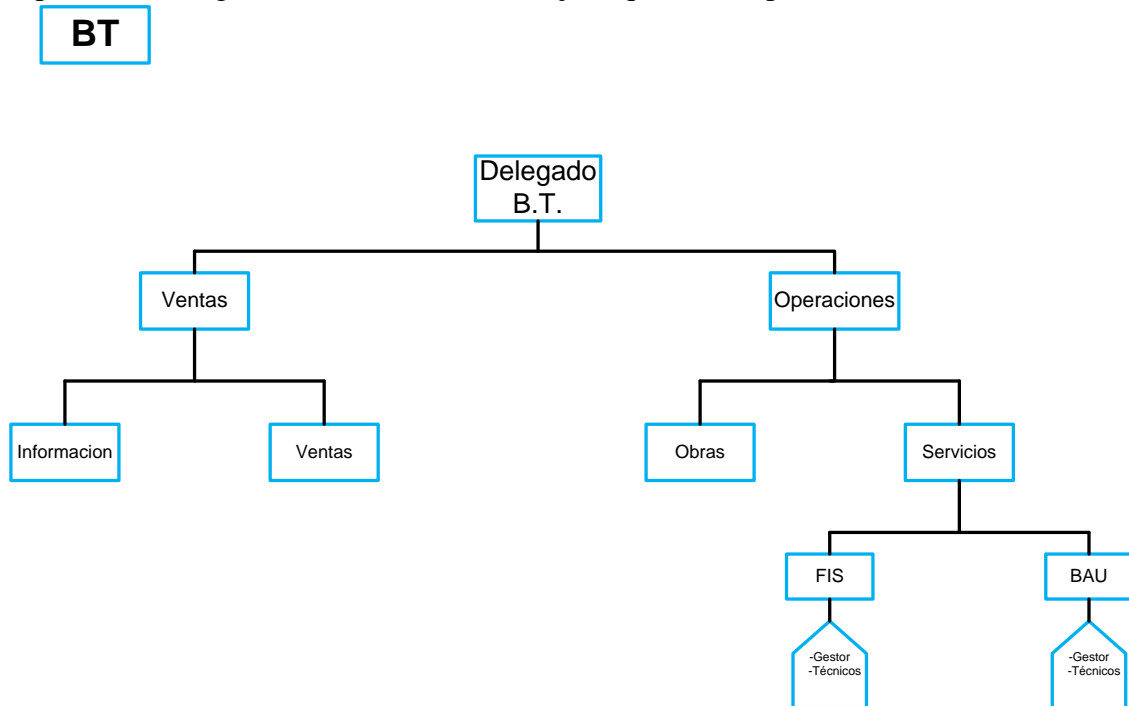 BT
Delegado
B.T.
Ventas
Operaciones
Informacion
Ventas
Obras
Servicios
FIS
BAU
-Gestor
-Técnicos
-Gestor
-Técnicos